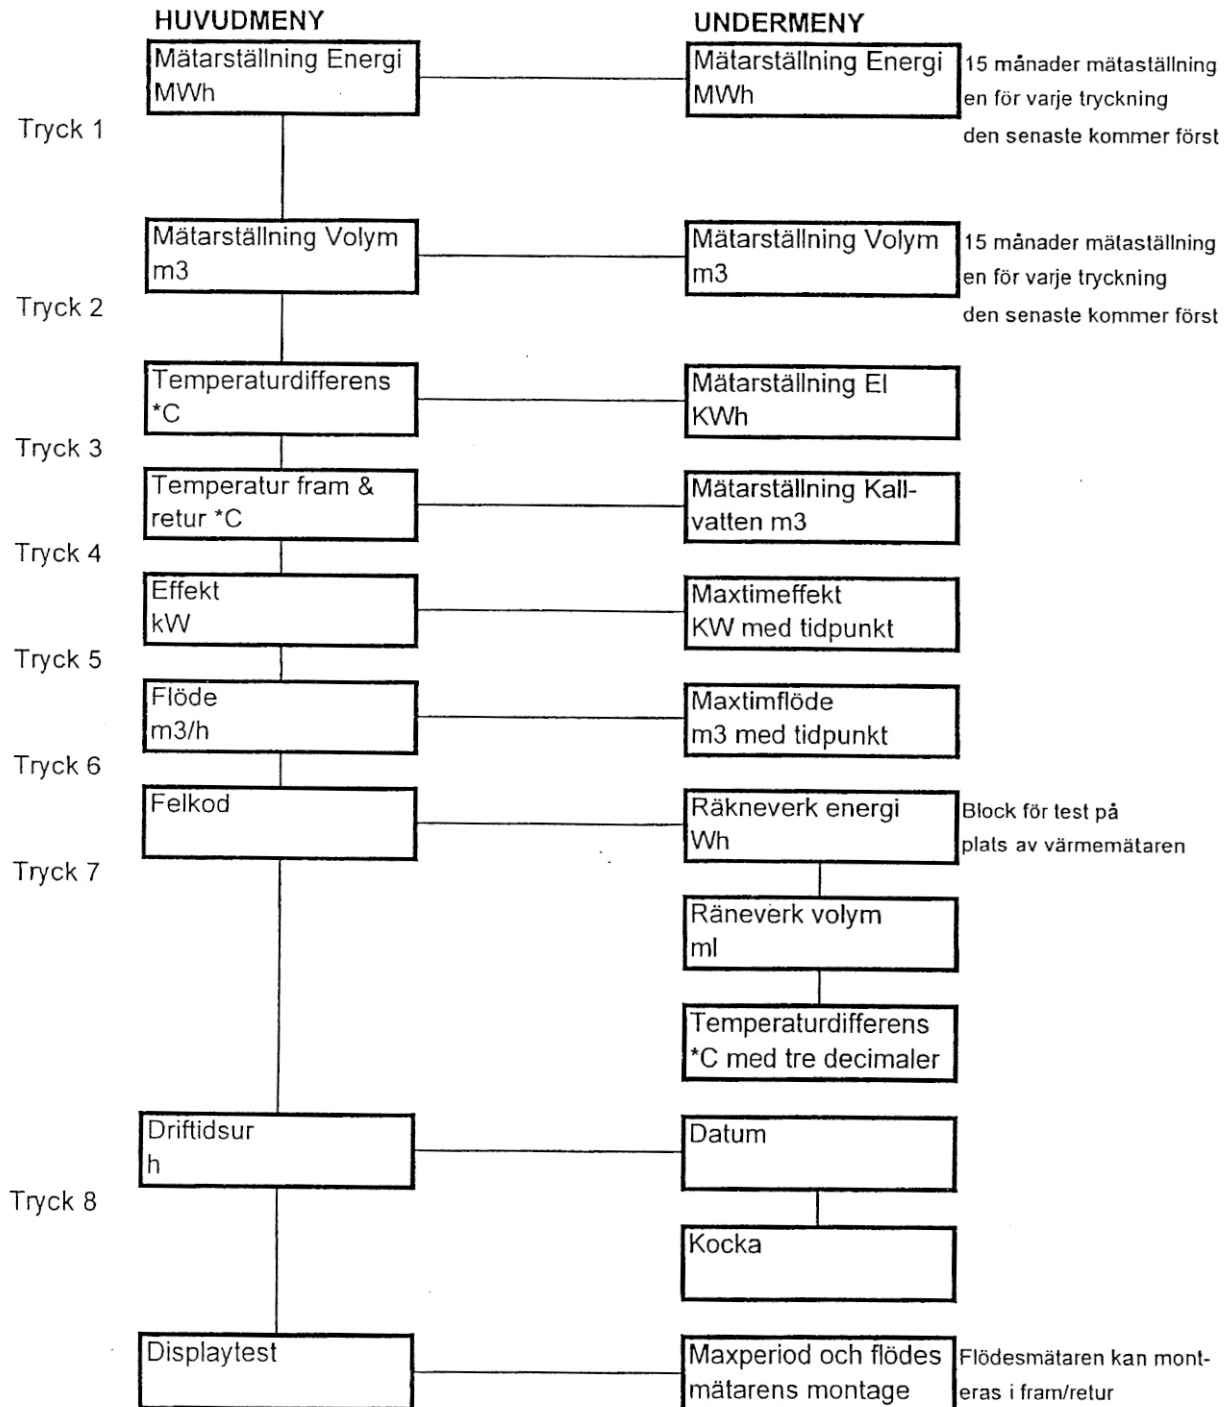 HUVUDMENY
UNDERMENY
Mätarställning Energi
MWh
Mätarställning Energi
MWh
15 månader mätaställning
en för varje tryckning
den senaste kommer först
Tryck 1
Mätarställning Volym
m3
Mätarställning Volym
m3
15 månader mätaställning
en för varje tryckning
den senaste kommer först
Tryck 2
Temperaturdifferens
*C
Mätarställning El
KWh
Tryck 3
Temperatur fram &
retur *C
Mätarställning Kall-
vatten m3
Tryck 4
Effekt
kW
Maxtimeffekt
KW med tidpunkt
Tryck 5
Flöde
m3/h
Maxtimflöde
m3 med tidpunkt
Tryck 6
Felkod
Räkneverk energi
Wh
Block för test på
plats av värmemätaren
Tryck 7
Räneverk volym
ml
Temperaturdifferens
*C med tre decimaler
Driftidsur
h
Datum
Tryck 8
Kocka
Displaytest
Maxperiod och flödes
mätarens montage
Flödesmätaren kan mont-
eras i fram/retur